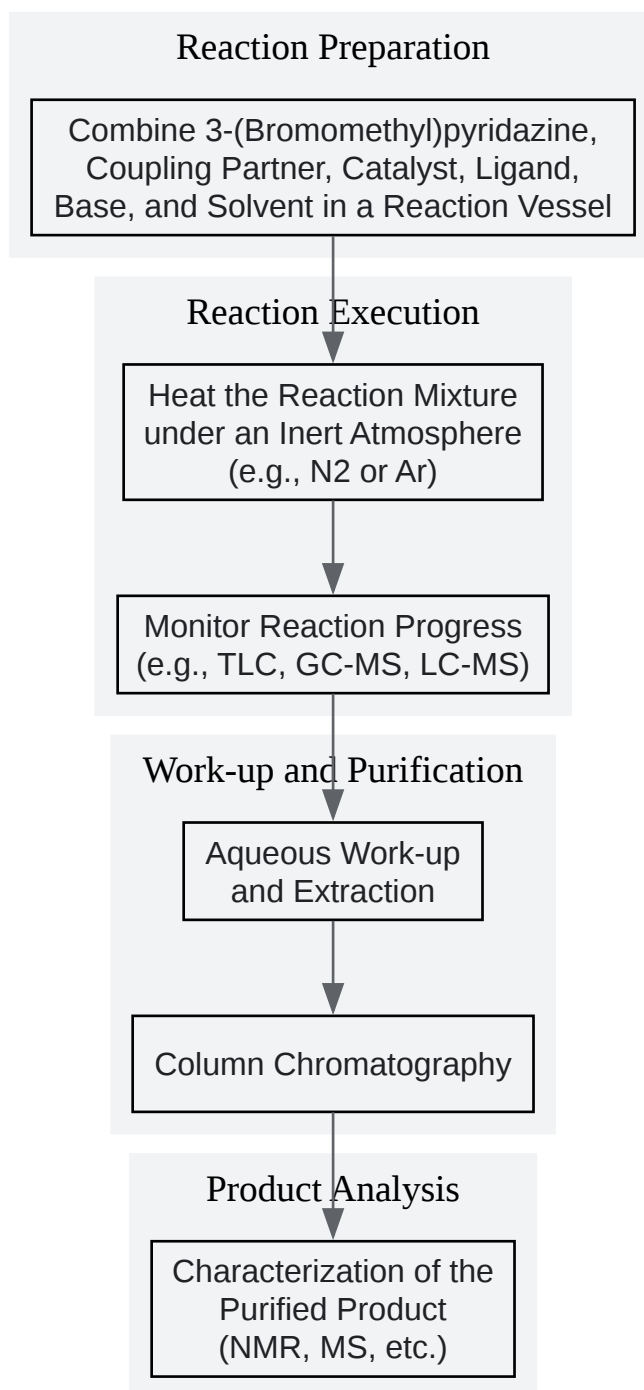 Reaction Preparation
Combine 3-(Bromomethyl)pyridazine,
Coupling Partner, Catalyst, Ligand,
Base, and Solvent in a Reaction Vessel
Reaction Execution
Heat the Reaction Mixture
under an Inert Atmosphere
(e.g., N2 or Ar)
Monitor Reaction Progress
(e.g., TLC, GC-MS, LC-MS)
Work-up and Purification
Aqueous Work-up
and Extraction
Column Chromatography
Product Analysis
Characterization of the
Purified Product
(NMR, MS, etc.)